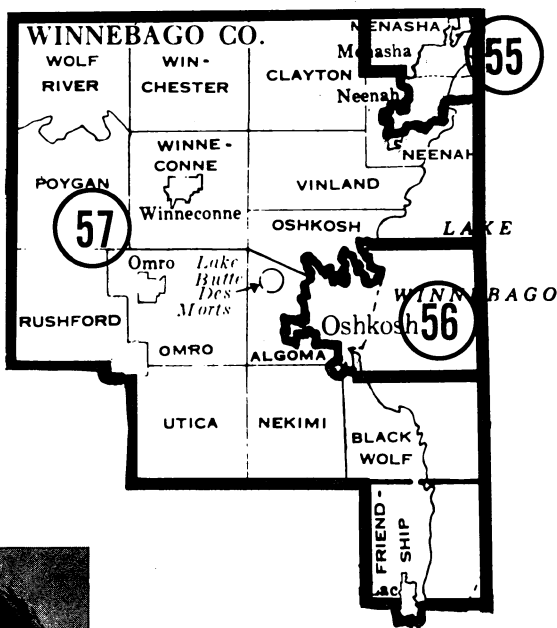 WINNEBAGO CO.
WOLF
RIVER
WIN-
CHESTER
CLAYTON
MENASHA
Menasha
55
Neenah
NEENAH
WINNE-
CONNE
Winneconne
POYGAN
57
VINLAND
OSHKOSH
LAKE
WINNEBAGO
Omro
Lake
Butte
Des
Morts
Oshkosh
56
RUSHFORD
OMRO
ALGOMA
UTICA
NEKIMI
BLACK
WOLF
FRIEND-
SHIP